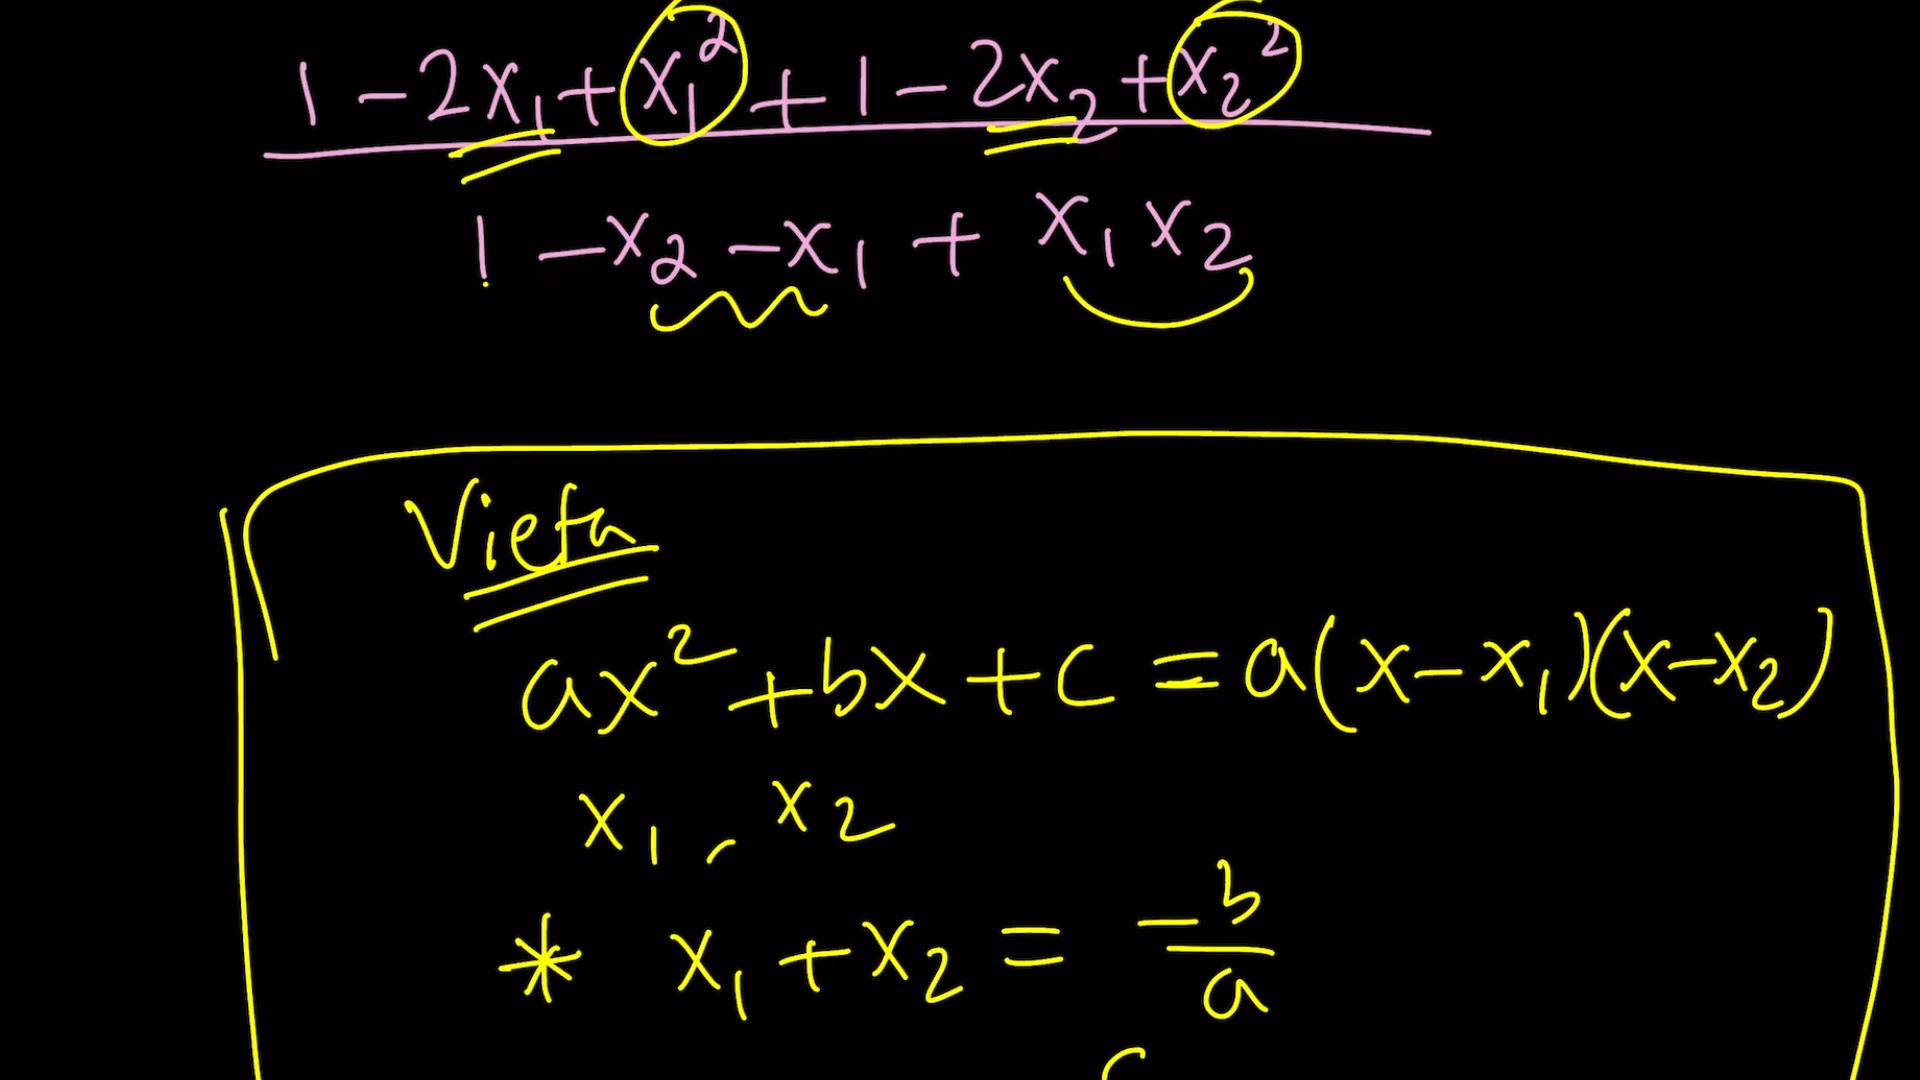 1 - 2x₁ + x₁² + 1 - 2x₂ + x₂²
1 - x₂ - x₁ + x₁x₂
Vieta
ax² + bx + c = a(x - x₁)(x - x₂)
x₁, x₂
* x₁ + x₂ = -b
a